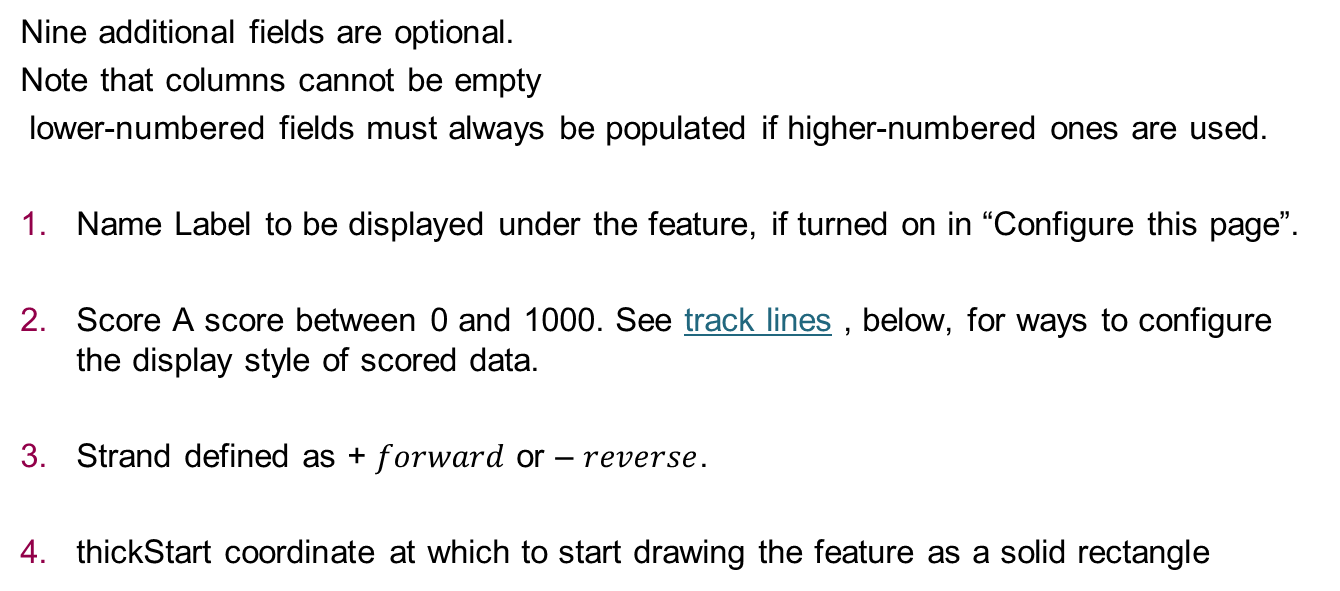 Nine additional fields are optional.
Note that columns cannot be empty
lower-numbered fields must always be populated if higher-numbered ones are used.
1. Name Label to be displayed under the feature, if turned on in “Configure this page”.
2. Score A score between 0 and 1000. See track lines , below, for ways to configure
the display style of scored data.
3. Strand defined as + forward or – reverse.
4. thickStart coordinate at which to start drawing the feature as a solid rectangle